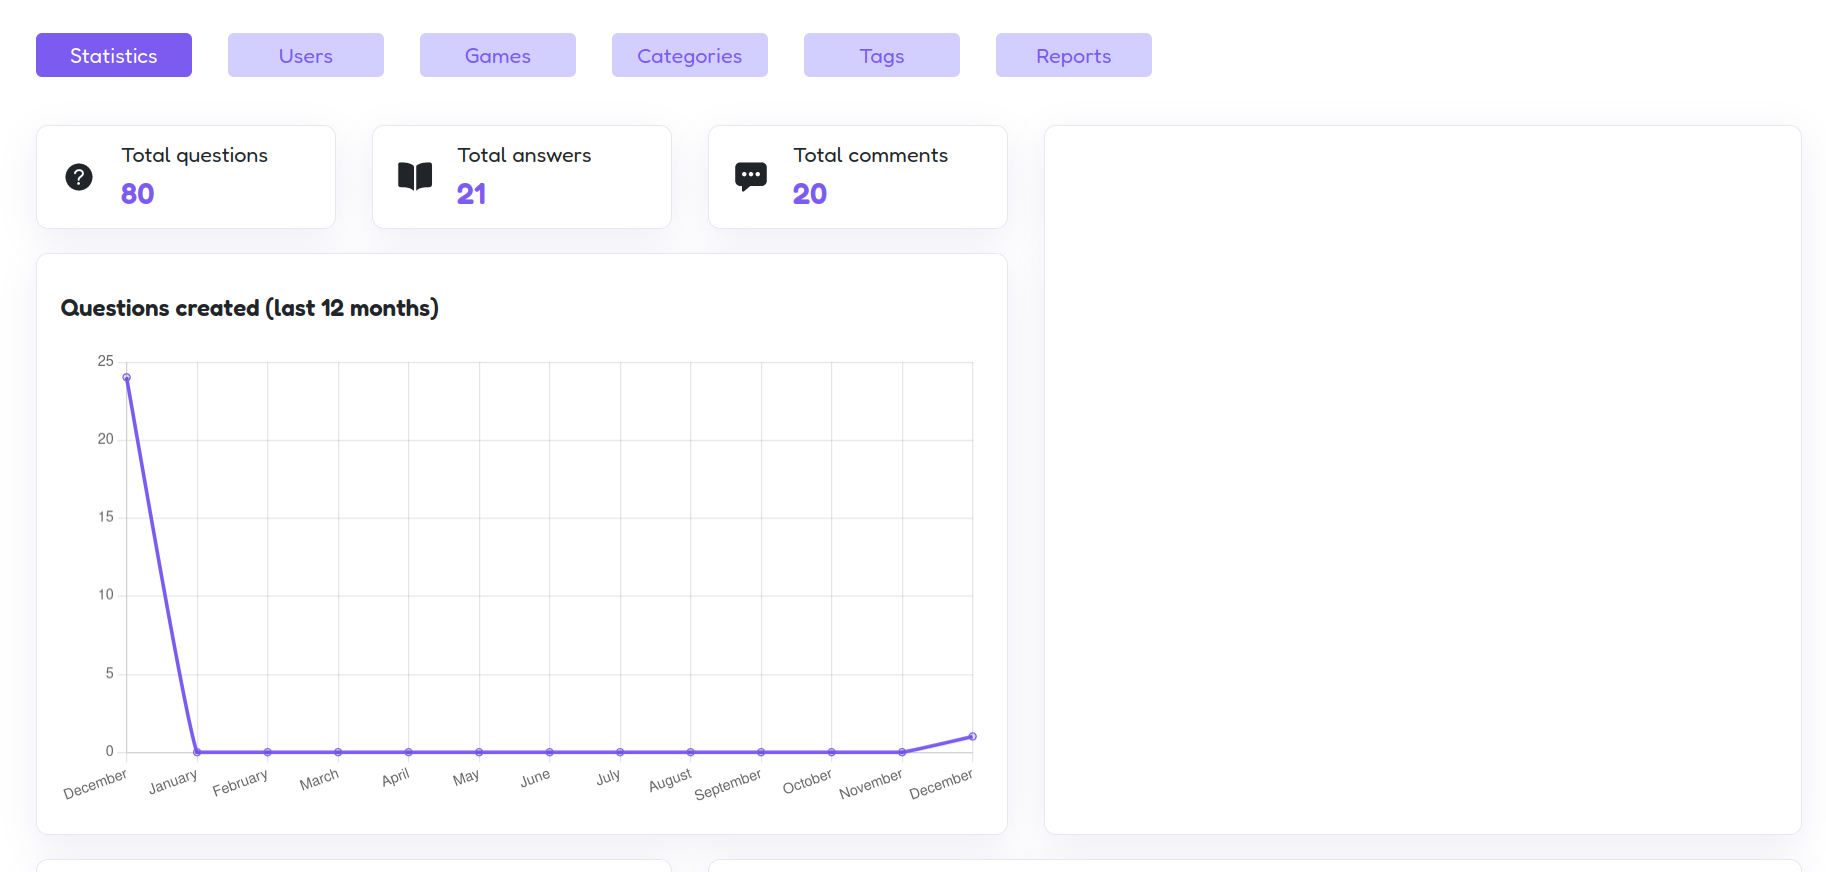 Statistics
Users
Games
Categories
Tags
Reports
Total questions
80
Total answers
21
Total comments
20
Questions created (last 12 months)
25
20
15
10
5
0
December
January
February
March
April
May
June
July
August
September
October
November
December